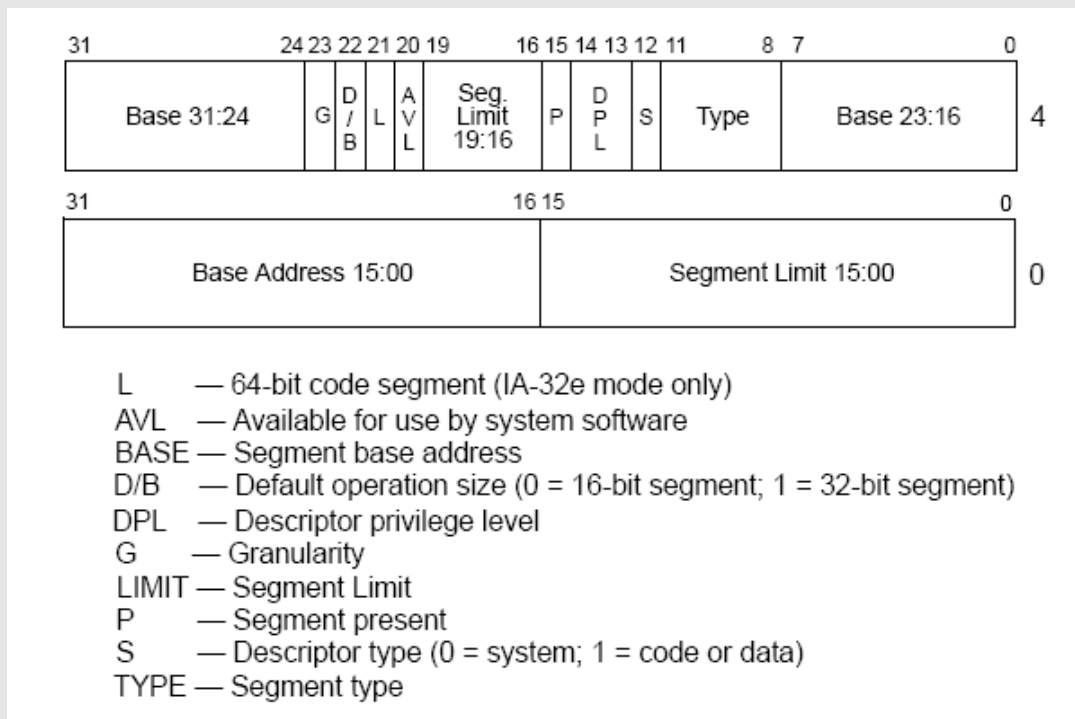 31 24 23 22 21 20 19 16 15 14 13 12 11 8 7 0
Base 31:24 G D/B L AVL Seg. Limit 19:16 P DPL S Type Base 23:16 4
31 16 15 0
Base Address 15:00 Segment Limit 15:00 0
L — 64-bit code segment (IA-32e mode only)
AVL — Available for use by system software
BASE — Segment base address
D/B — Default operation size (0 = 16-bit segment; 1 = 32-bit segment)
DPL — Descriptor privilege level
G — Granularity
LIMIT — Segment Limit
P — Segment present
S — Descriptor type (0 = system; 1 = code or data)
TYPE — Segment type